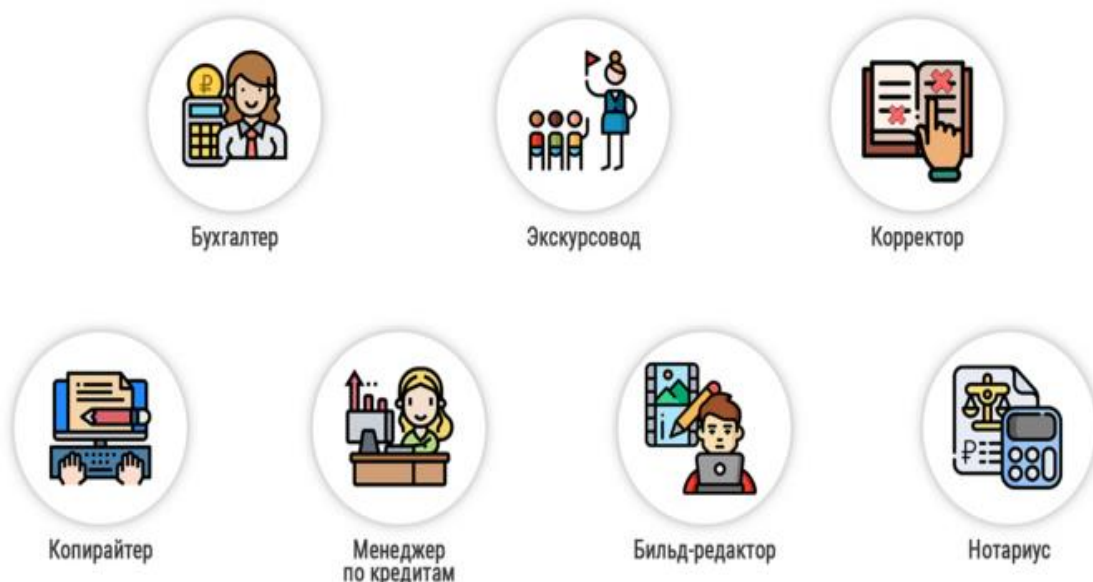 Бухгалтер
Экскурсовод
Корректор
Копирайтер
Менеджер
по кредитам
Бильд-редактор
Нотариус